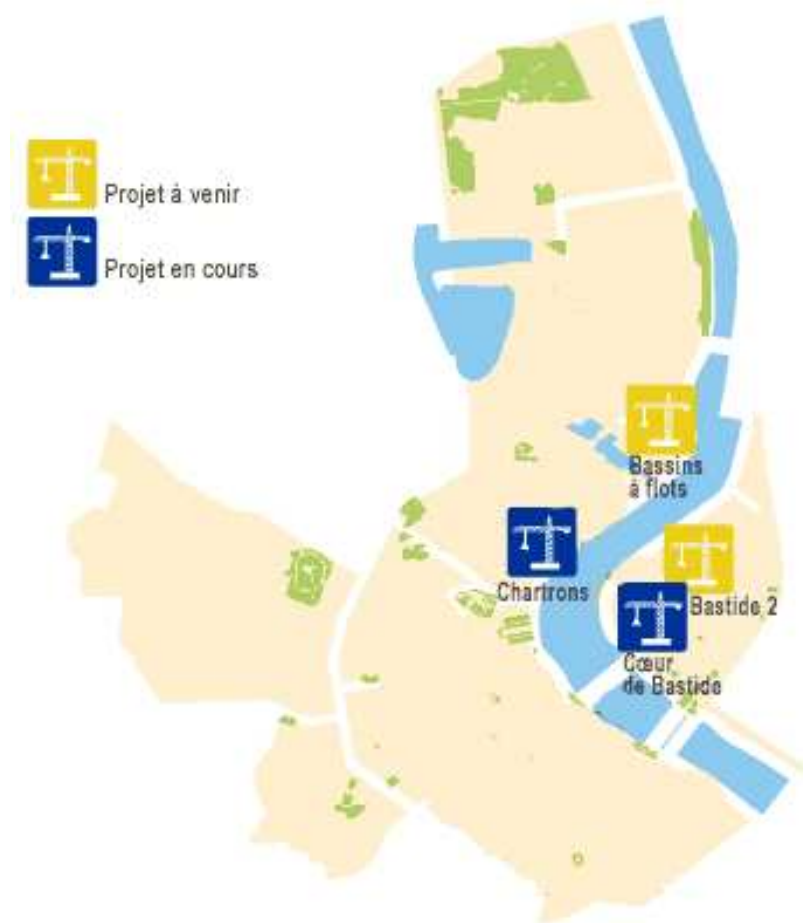 Projet à venir
Projet en cours
Bassins
à flots
Chartrons
Bastide 2
Cœur
de Bastide